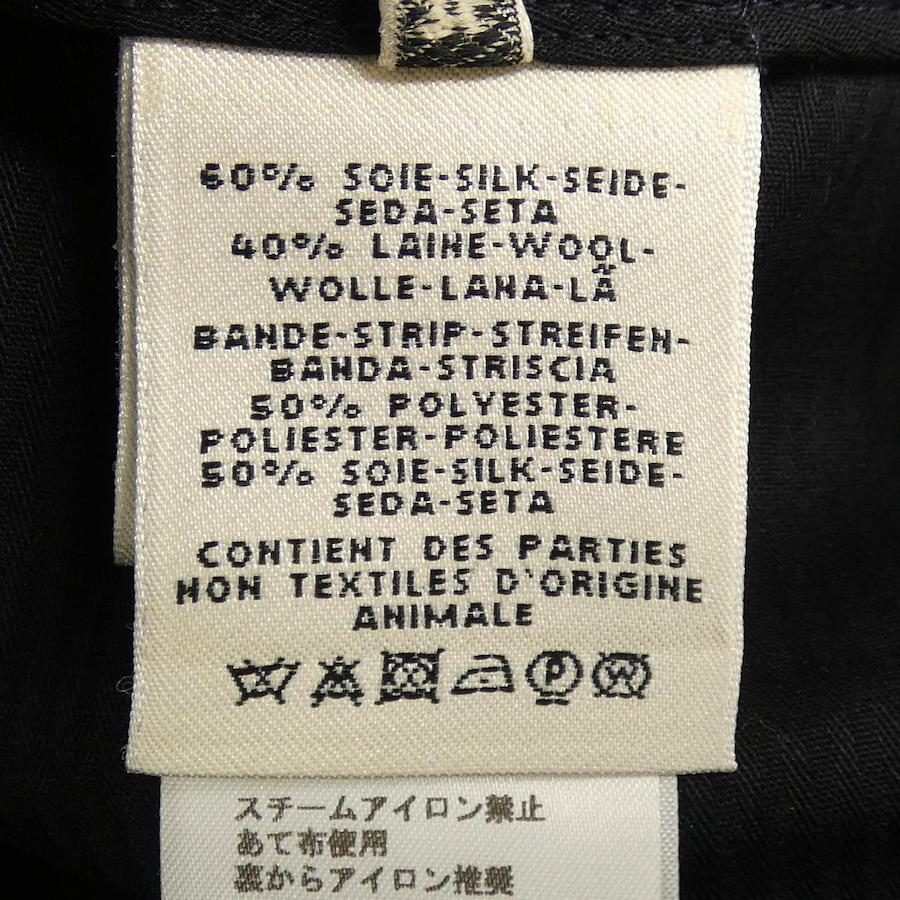 60% SOIE-SILK-SEIDE-
SEDA-SETA
40% LAINE-WOOL-
WOLLE-LANA-LÃ
BANDE-STRIP-STREIFEN-
BANDA-STRISCIA
50% POLYESTER-
POLIESTER-POLIESTERE
50% SOIE-SILK-SEIDE-
SEDA-SETA
CONTIENT DES PARTIES
NON TEXTILES D'ORIGINE
ANIMALE
P W
スチームアイロン禁止
あて布使用
裏からアイロン推奨